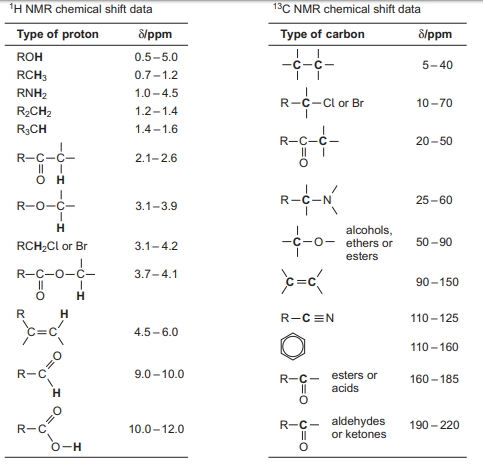 ¹H NMR chemical shift data
Type of proton δ/ppm
ROH 0.5–5.0
RCH₃ 0.7–1.2
RNH₂ 1.0–4.5
R₂CH₂ 1.2–1.4
R₃CH 1.4–1.6
R–C–C– 2.1–2.6
O H
R–O–C– 3.1–3.9
H
RCH₂Cl or Br 3.1–4.2
R–C–O–C– 3.7–4.1
O H
R H
C=C 4.5–6.0
O
R–C 9.0–10.0
H
O
R–C 10.0–12.0
O–H
¹³C NMR chemical shift data
Type of carbon δ/ppm
–C–C– 5–40
R–C–Cl or Br 10–70
R–C–C– 20–50
O
R–C–N 25–60
–C–O– alcohols, ethers or esters 50–90
C=C 90–150
R–C≡N 110–125
110–160
R–C– esters or acids 160–185
O
R–C– aldehydes or ketones 190–220
O